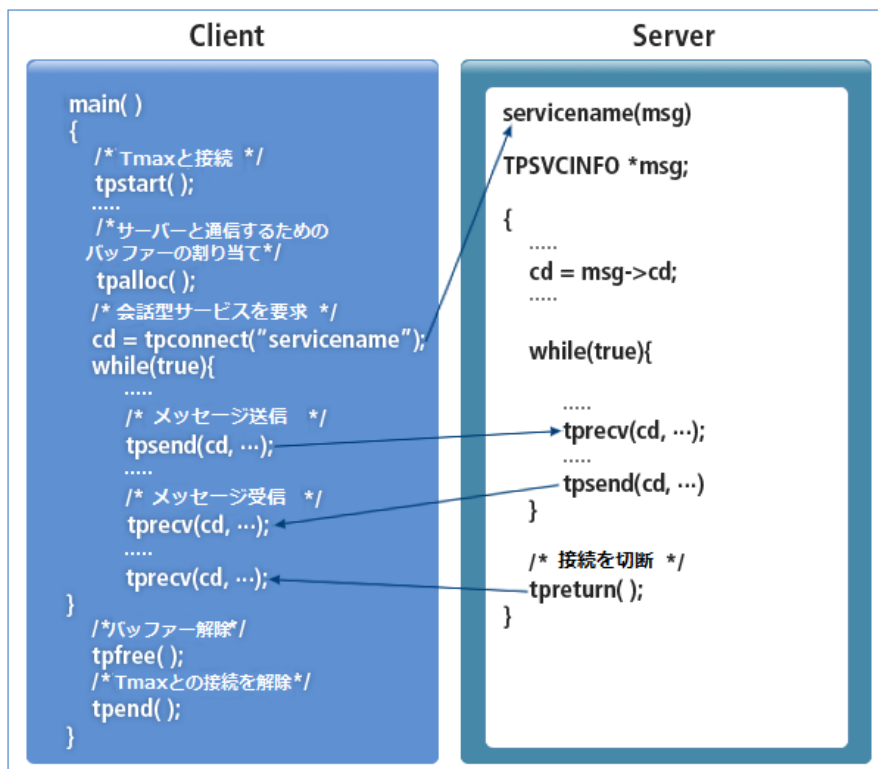 Client
main( )
{
/* Tmaxと接続 */
tpstart( );
.....
/*サーバーと通信するための
バッファーの割り当て*/
tpalloc( );
/* 会話型サービスを要求 */
cd = tpconnect("servicename");
while(true){
.....
/* メッセージ送信 */
tpsend(cd, ···);
.....
/* メッセージ受信 */
tprecv(cd, ···);
.....
tprecv(cd, ···);
}
/*バッファー解除*/
tpfree( );
/*Tmaxとの接続を解除*/
tpend( );
}
Server
servicename(msg)
TPSVCINFO *msg;
{
.....
cd = msg->cd;
.....
while(true){
.....
tprecv(cd, ···);
.....
tpsend(cd, ···)
}
/* 接続を切断 */
tpreturn( );
}